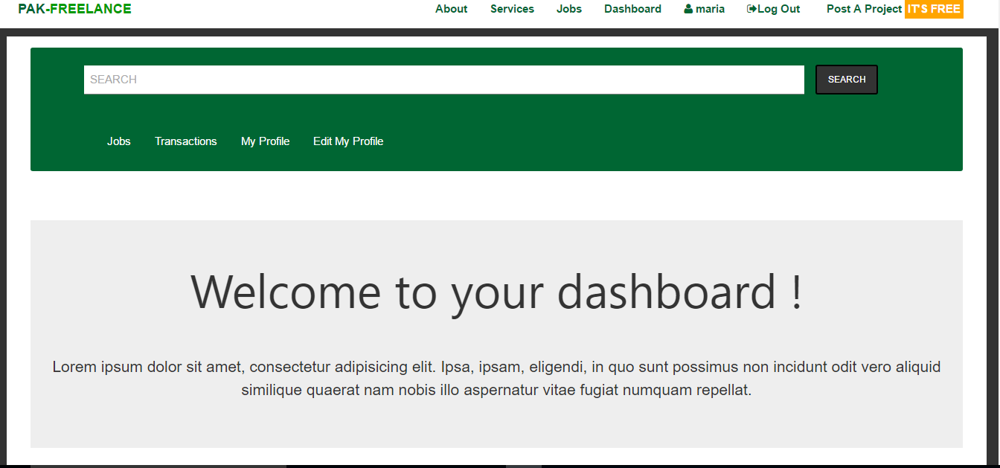 PAK-FREELANCE About Services Jobs Dashboard maria Log Out Post A Project IT'S FREE
SEARCH SEARCH
Jobs Transactions My Profile Edit My Profile
Welcome to your dashboard !
Lorem ipsum dolor sit amet, consectetur adipisicing elit. Ipsa, ipsam, eligendi, in quo sunt possimus non incidunt odit vero aliquid
similique quaerat nam nobis illo aspernatur vitae fugiat numquam repellat.